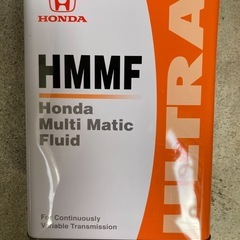 HONDA
HMMF
Honda
Multi Matic
Fluid
For Continuously
Variable Transmission
ULTRA